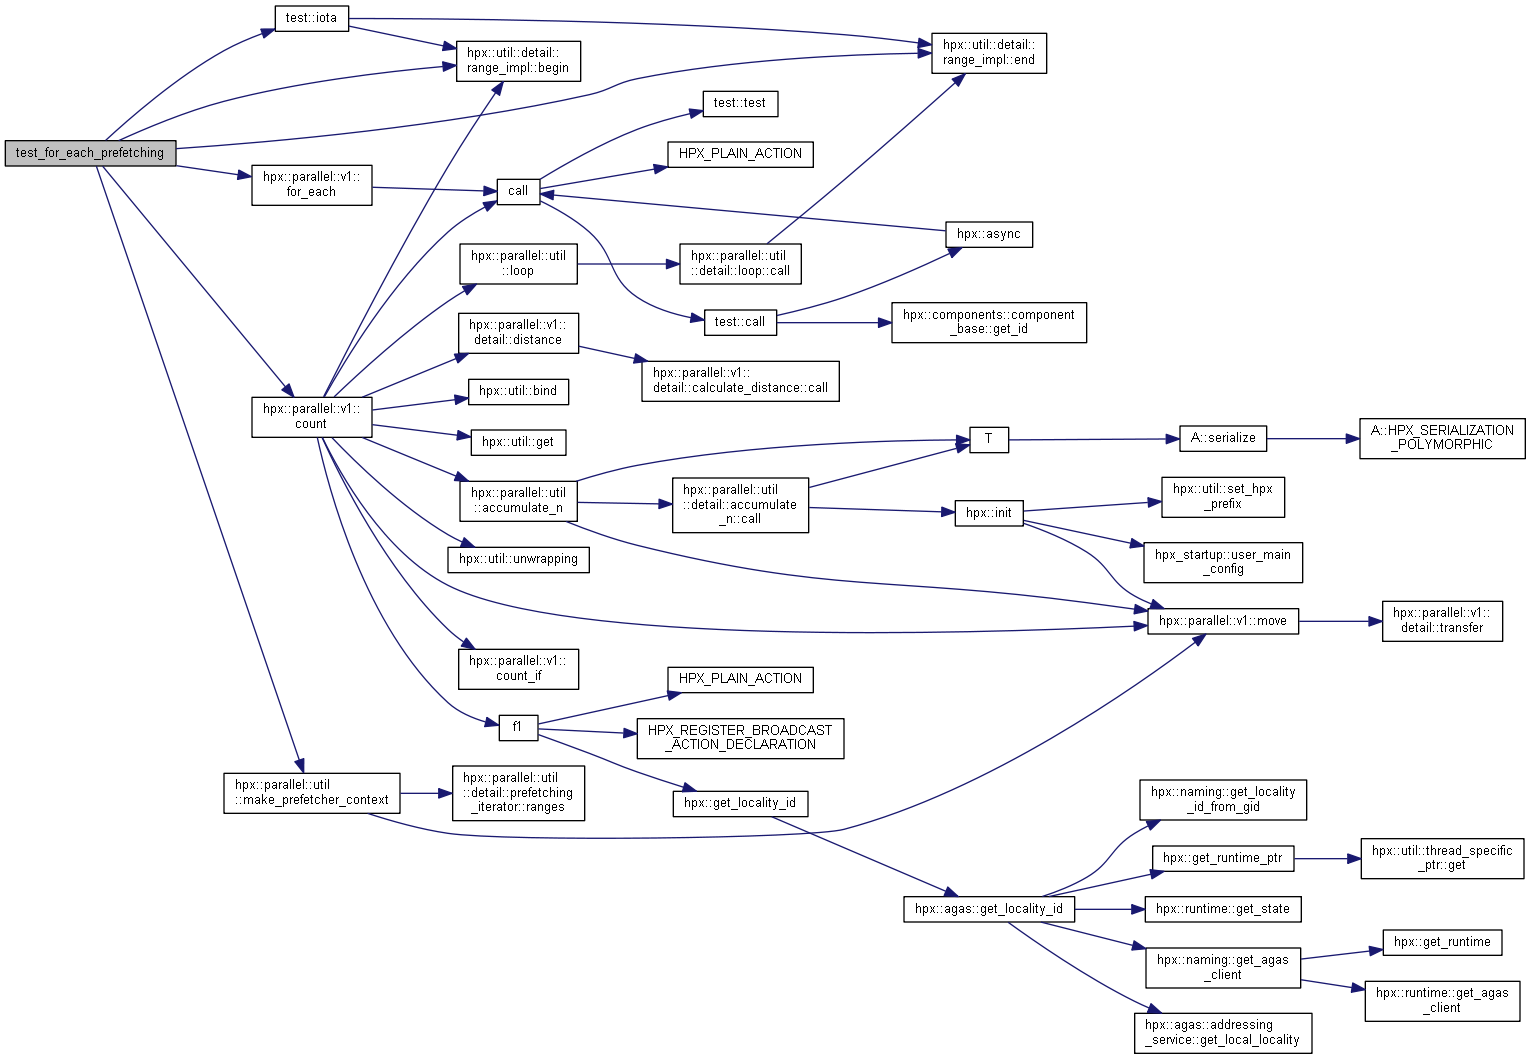 test::iota
hpx::util::detail::
range_impl::begin
hpx::util::detail::
range_impl::end
test::test
test_for_each_prefetching
HPX_PLAIN_ACTION
hpx::parallel::v1::
for_each
call
hpx::async
hpx::parallel::util
::loop
hpx::parallel::util
::detail::loop::call
test::call
hpx::components::component
_base::get_id
hpx::parallel::v1::
detail::distance
hpx::parallel::v1::
detail::calculate_distance::call
hpx::util::bind
hpx::parallel::v1::
count
hpx::util::get
T
A::serialize
A::HPX_SERIALIZATION
_POLYMORPHIC
hpx::parallel::util
::accumulate_n
hpx::parallel::util
::detail::accumulate
_n::call
hpx::init
hpx::util::set_hpx
_prefix
hpx::util::unwrapping
hpx_startup::user_main
_config
hpx::parallel::v1::move
hpx::parallel::v1::
detail::transfer
hpx::parallel::v1::
count_if
HPX_PLAIN_ACTION
f1
HPX_REGISTER_BROADCAST
_ACTION_DECLARATION
hpx::parallel::util
::make_prefetcher_context
hpx::parallel::util
::detail::prefetching
_iterator::ranges
hpx::get_locality_id
hpx::naming::get_locality
_id_from_gid
hpx::get_runtime_ptr
hpx::util::thread_specific
_ptr::get
hpx::agas::get_locality_id
hpx::runtime::get_state
hpx::naming::get_agas
_client
hpx::get_runtime
hpx::runtime::get_agas
_client
hpx::agas::addressing
_service::get_local_locality